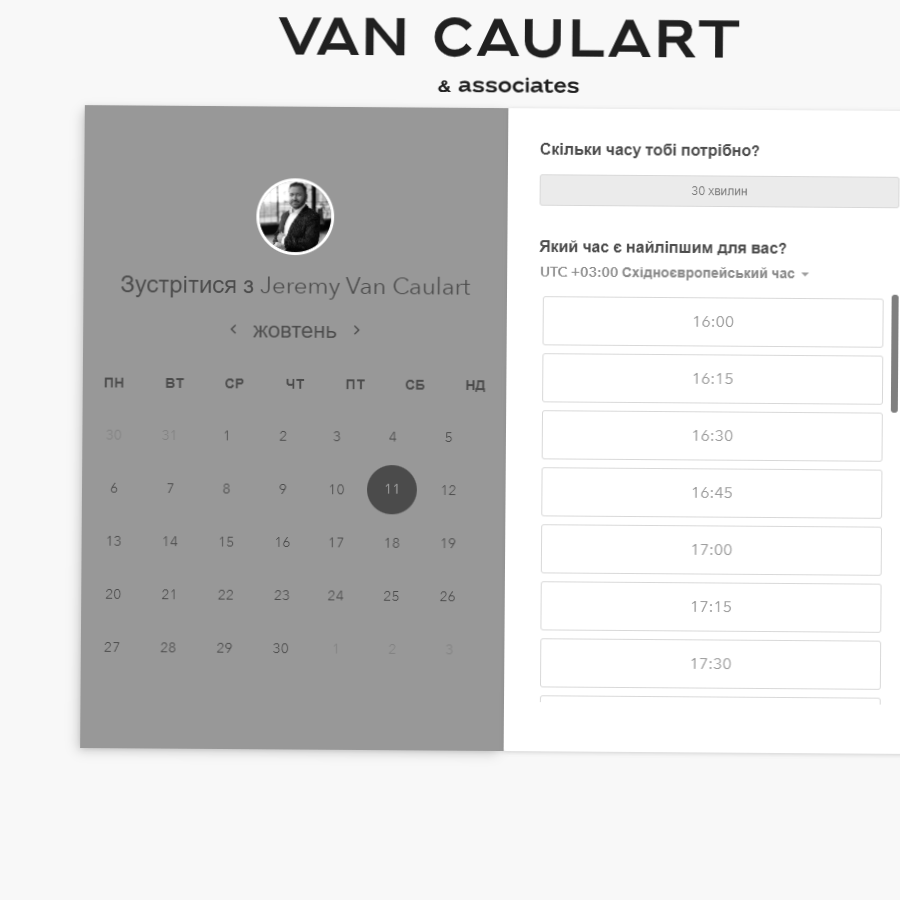 VAN CAULART
& associates
Зустрітися з Jeremy Van Caulart
жовтень
ПН ВТ СР ЧТ ПТ СБ НД
30 31 1 2 3 4 5
6 7 8 9 10 11 12
13 14 15 16 17 18 19
20 21 22 23 24 25 26
27 28 29 30 1 2 3
Скільки часу тобі потрібно?
30 хвилин
Який час є найліпшим для вас?
UTC +03:00 Східноєвропейський час
16:00
16:15
16:30
16:45
17:00
17:15
17:30